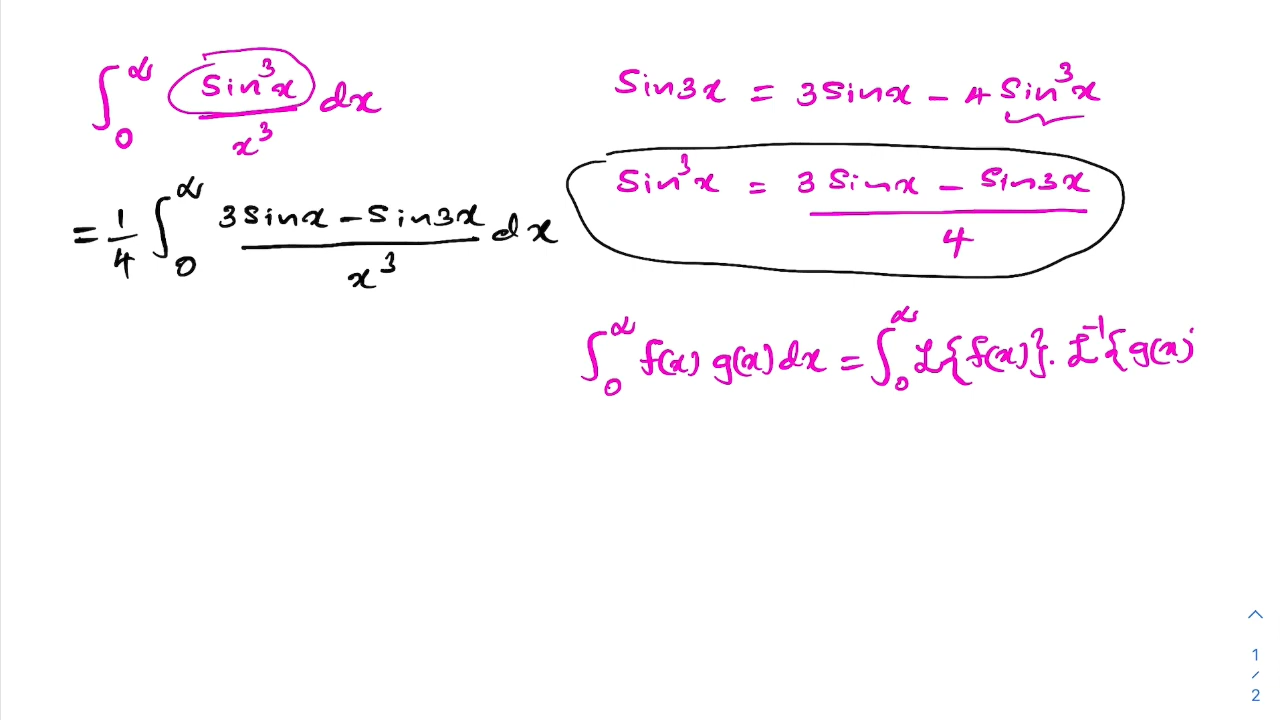 ∫₀^∞ sin³x / x³ dx
= 1/4 ∫₀^∞ (3sinx - sin3x) / x³ dx
sin3x = 3sinx - 4sin³x
sin³x = (3sinx - sin3x) / 4
∫₀^∞ f(x) g(x) dx = ∫₀^∞ ℒ{f(x)}. ℒ⁻¹{g(x)
1 / 2